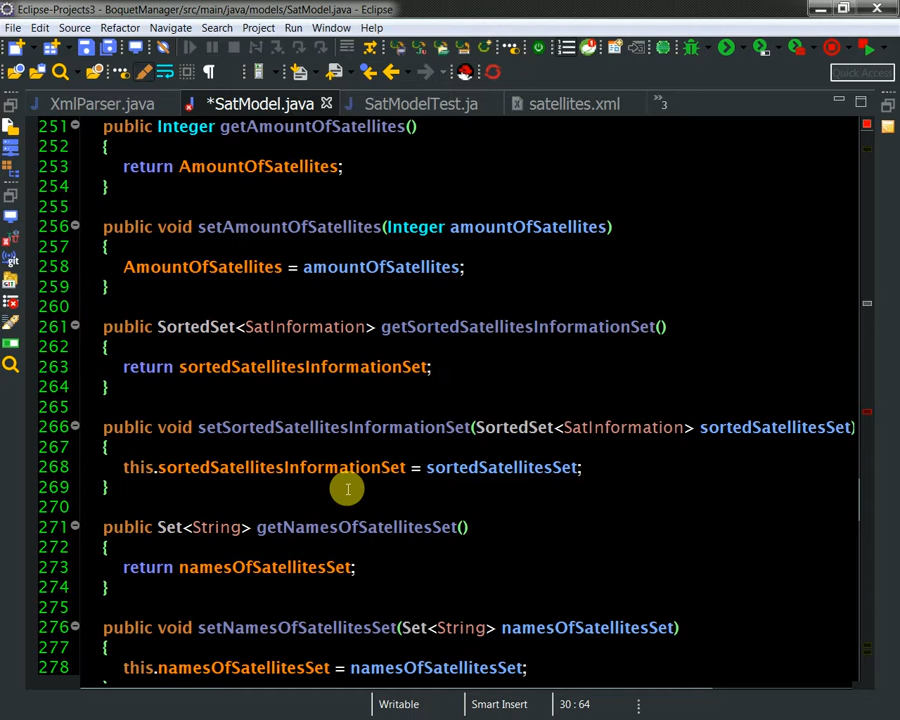 Eclipse-Projects3 - BoquetManager/src/main/java/models/SatModel.java - Eclipse
File Edit Source Refactor Navigate Search Project Run Window Help
Quick Access
XmlParser.java *SatModel.java SatModelTest.ja satellites.xml »3
251 public Integer getAmountOfSatellites()
252 {
253 return AmountOfSatellites;
254 }
255
256 public void setAmountOfSatellites(Integer amountOfSatellites)
257 {
258 AmountOfSatellites = amountOfSatellites;
259 }
260
261 public SortedSet<SatInformation> getSortedSatellitesInformationSet()
262 {
263 return sortedSatellitesInformationSet;
264 }
265
266 public void setSortedSatellitesInformationSet(SortedSet<SatInformation> sortedSatellitesSet)
267 {
268 this.sortedSatellitesInformationSet = sortedSatellitesSet;
269 }
270
271 public Set<String> getNamesOfSatellitesSet()
272 {
273 return namesOfSatellitesSet;
274 }
275
276 public void setNamesOfSatellitesSet(Set<String> namesOfSatellitesSet)
277 {
278 this.namesOfSatellitesSet = namesOfSatellitesSet;
Writable Smart Insert 30 : 64